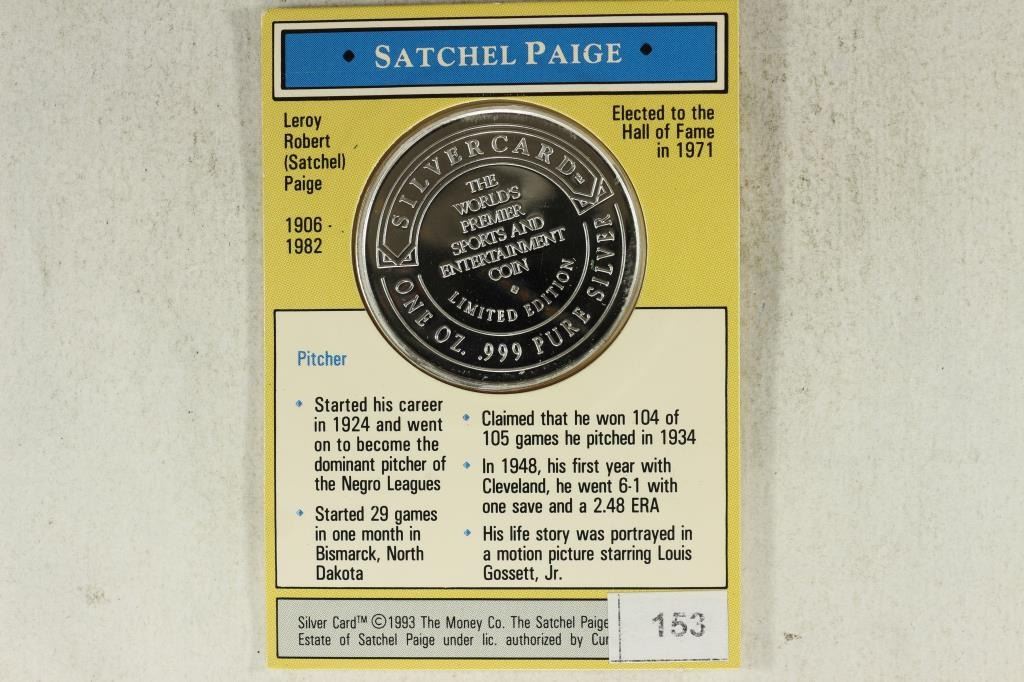 SATCHEL PAIGE
Leroy
Robert
(Satchel)
Paige
1906 -
1982
Elected to the
Hall of Fame
in 1971
SILVERCARD™
THE
WORLD'S
PREMIER
SPORTS AND
ENTERTAINMENT
COIN
LIMITED EDITION
ONE OZ. .999 PURE SILVER
Pitcher
Started his career
in 1924 and went
on to become the
dominant pitcher of
the Negro Leagues
Started 29 games
in one month in
Bismarck, North
Dakota
Claimed that he won 104 of
105 games he pitched in 1934
In 1948, his first year with
Cleveland, he went 6-1 with
one save and a 2.48 ERA
His life story was portrayed in
a motion picture starring Louis
Gossett, Jr.
Silver Card™ ©1993 The Money Co. The Satchel Paige
Estate of Satchel Paige under lic. authorized by
153